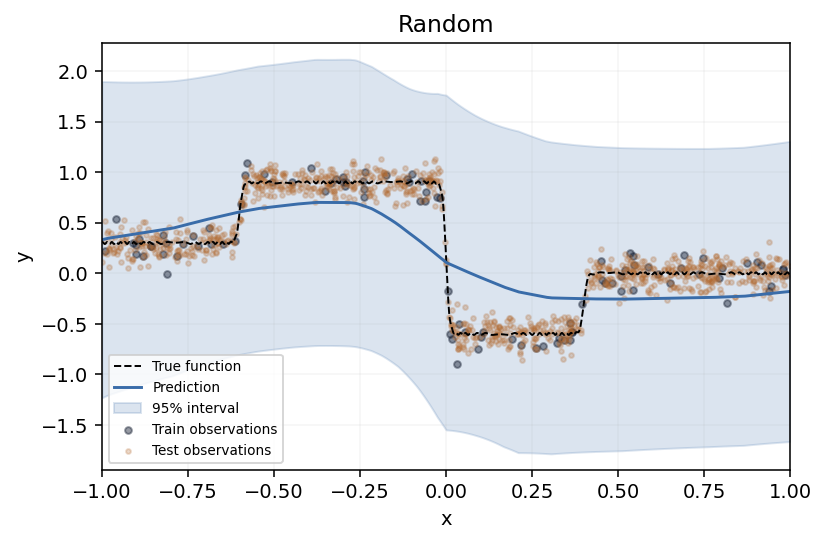 Random
y
2.0
1.5
1.0
0.5
0.0
−0.5
−1.0
−1.5
True function
Prediction
95% interval
Train observations
Test observations
−1.00 −0.75 −0.50 −0.25 0.00 0.25 0.50 0.75 1.00
x